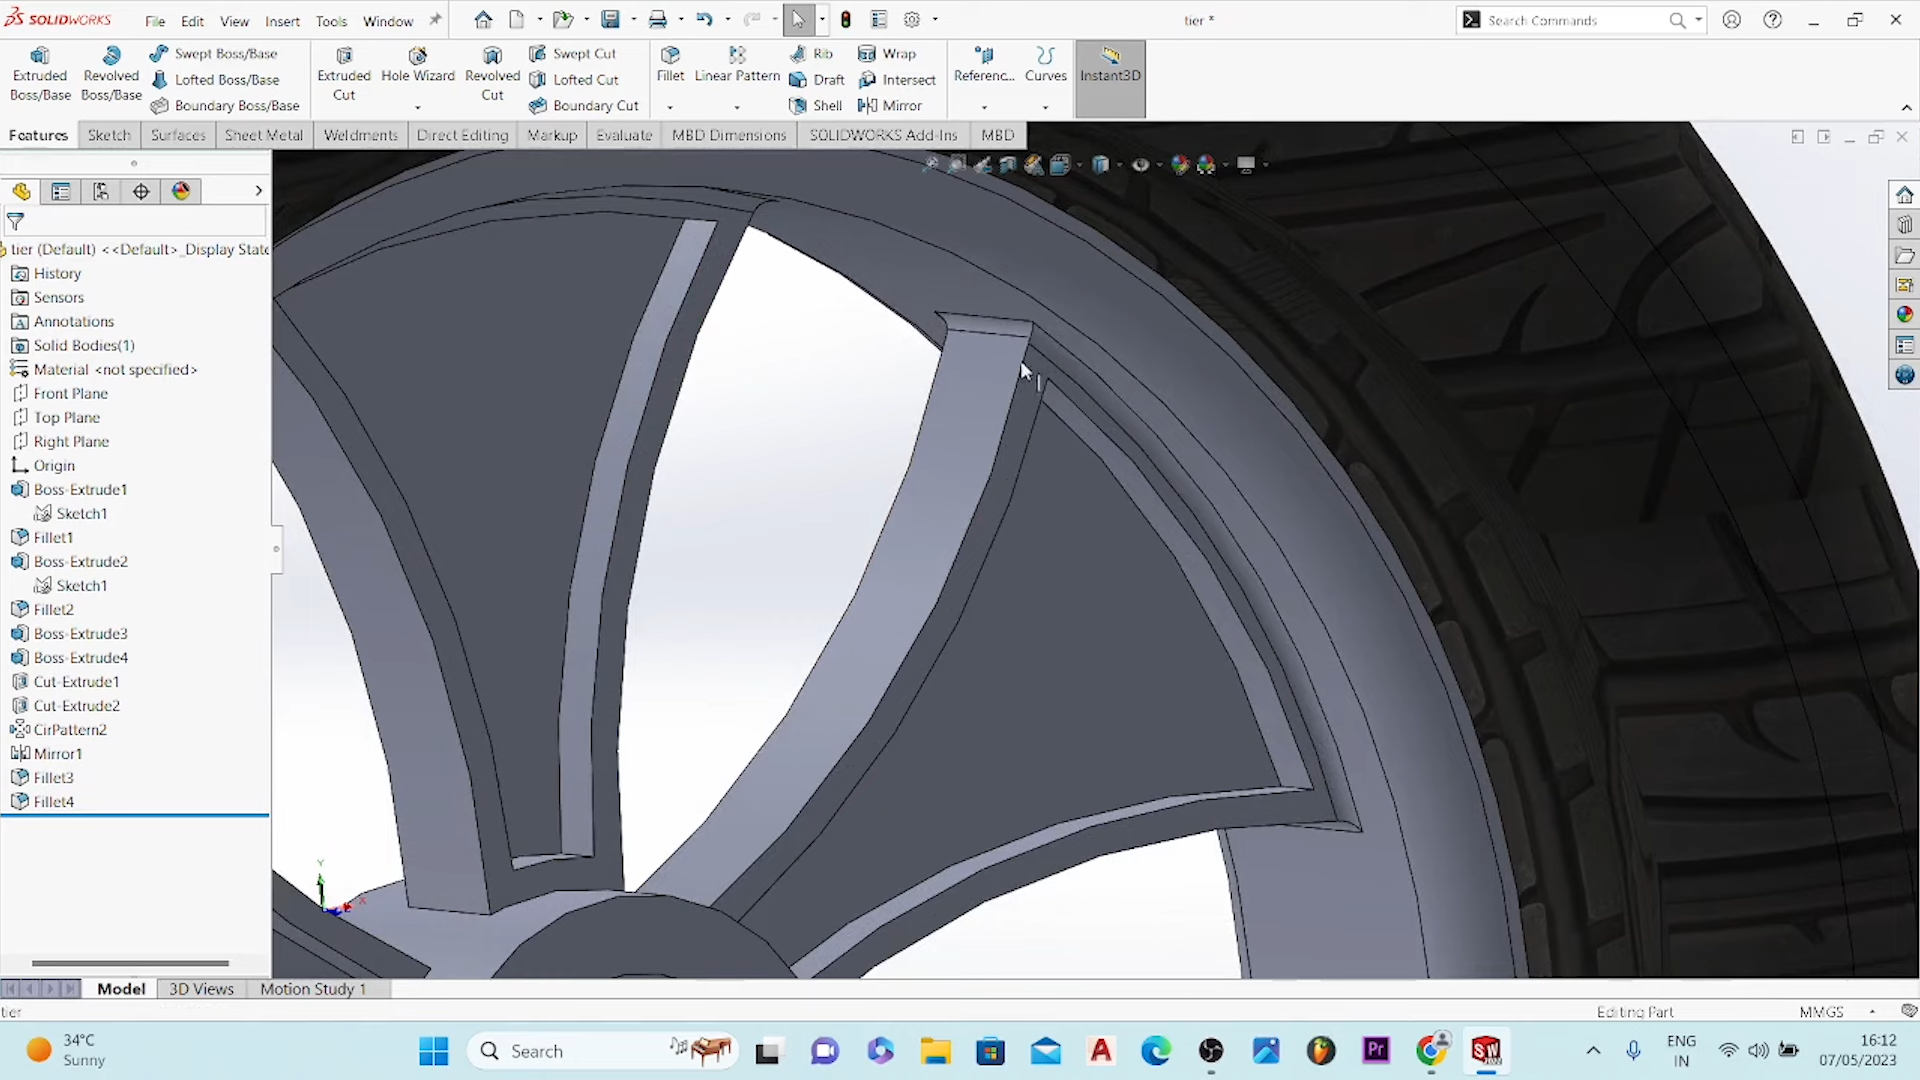 SOLIDWORKS File Edit View Insert Tools Window tier * Search Commands
Extruded Boss/Base Revolved Boss/Base Swept Boss/Base Lofted Boss/Base Boundary Boss/Base Extruded Cut Hole Wizard Revolved Cut Swept Cut Lofted Cut Boundary Cut Fillet Linear Pattern Rib Draft Shell Wrap Intersect Mirror Referenc... Curves Instant3D
Features Sketch Surfaces Sheet Metal Weldments Direct Editing Markup Evaluate MBD Dimensions SOLIDWORKS Add-Ins MBD
tier (Default) <<Default>_Display State
History
Sensors
Annotations
Solid Bodies(1)
Material <not specified>
Front Plane
Top Plane
Right Plane
Origin
Boss-Extrude1
Sketch1
Fillet1
Boss-Extrude2
Sketch1
Fillet2
Boss-Extrude3
Boss-Extrude4
Cut-Extrude1
Cut-Extrude2
CirPattern2
Mirror1
Fillet3
Fillet4
Y
X
Model 3D Views Motion Study 1
tier Editing Part MMGS
34°C
Sunny
Search
Pr
SW
ENG
IN
16:12
07/05/2023